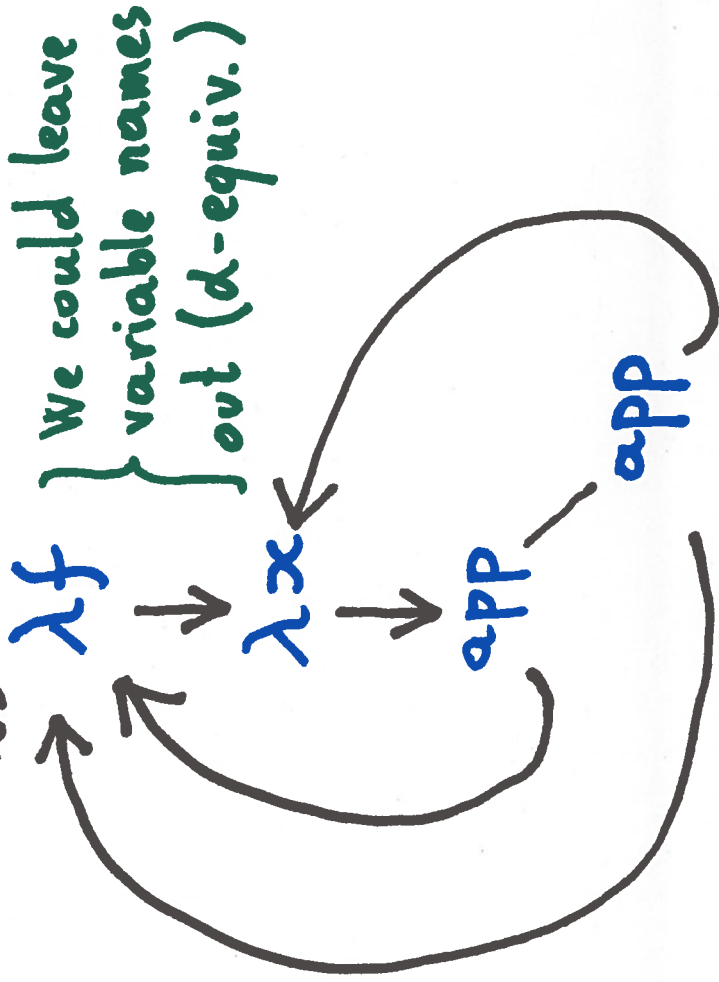 λf
We could leave
variable names
out (α-equiv.)
λx
app
app